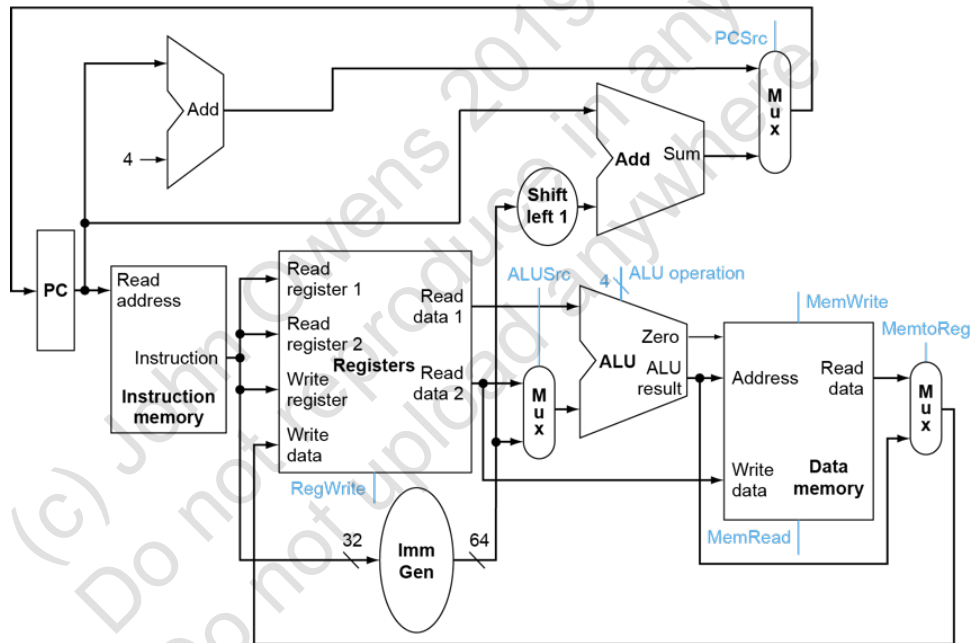 PCSrc
Add
4
Mux
Add
Sum
Shift
left 1
PC
Read
address
Instruction
Instruction
memory
Read
register 1
Read
register 2
Write
register
Write
data
Registers
Read
data 1
Read
data 2
RegWrite
ALUSrc
Mux
4
ALU operation
Zero
ALU
ALU
result
MemWrite
MemtoReg
Address
Read
data
Write
data
Data
memory
MemRead
Mux
32
Imm
Gen
64
(c) John Owens 2019
Do not reproduce in any
Do not upload anywhere